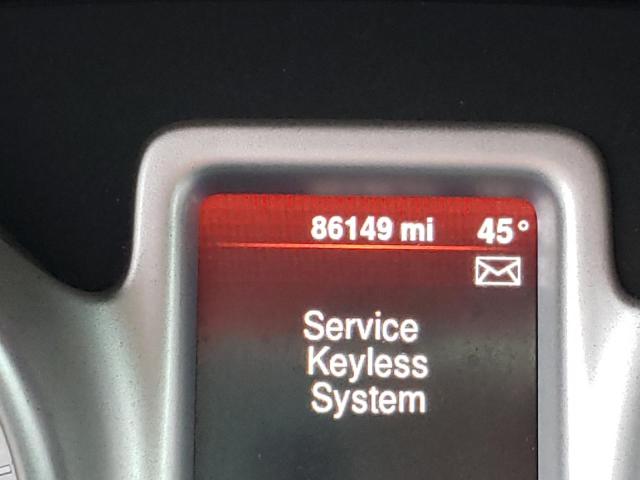 86149 mi 45°
Service
Keyless
System